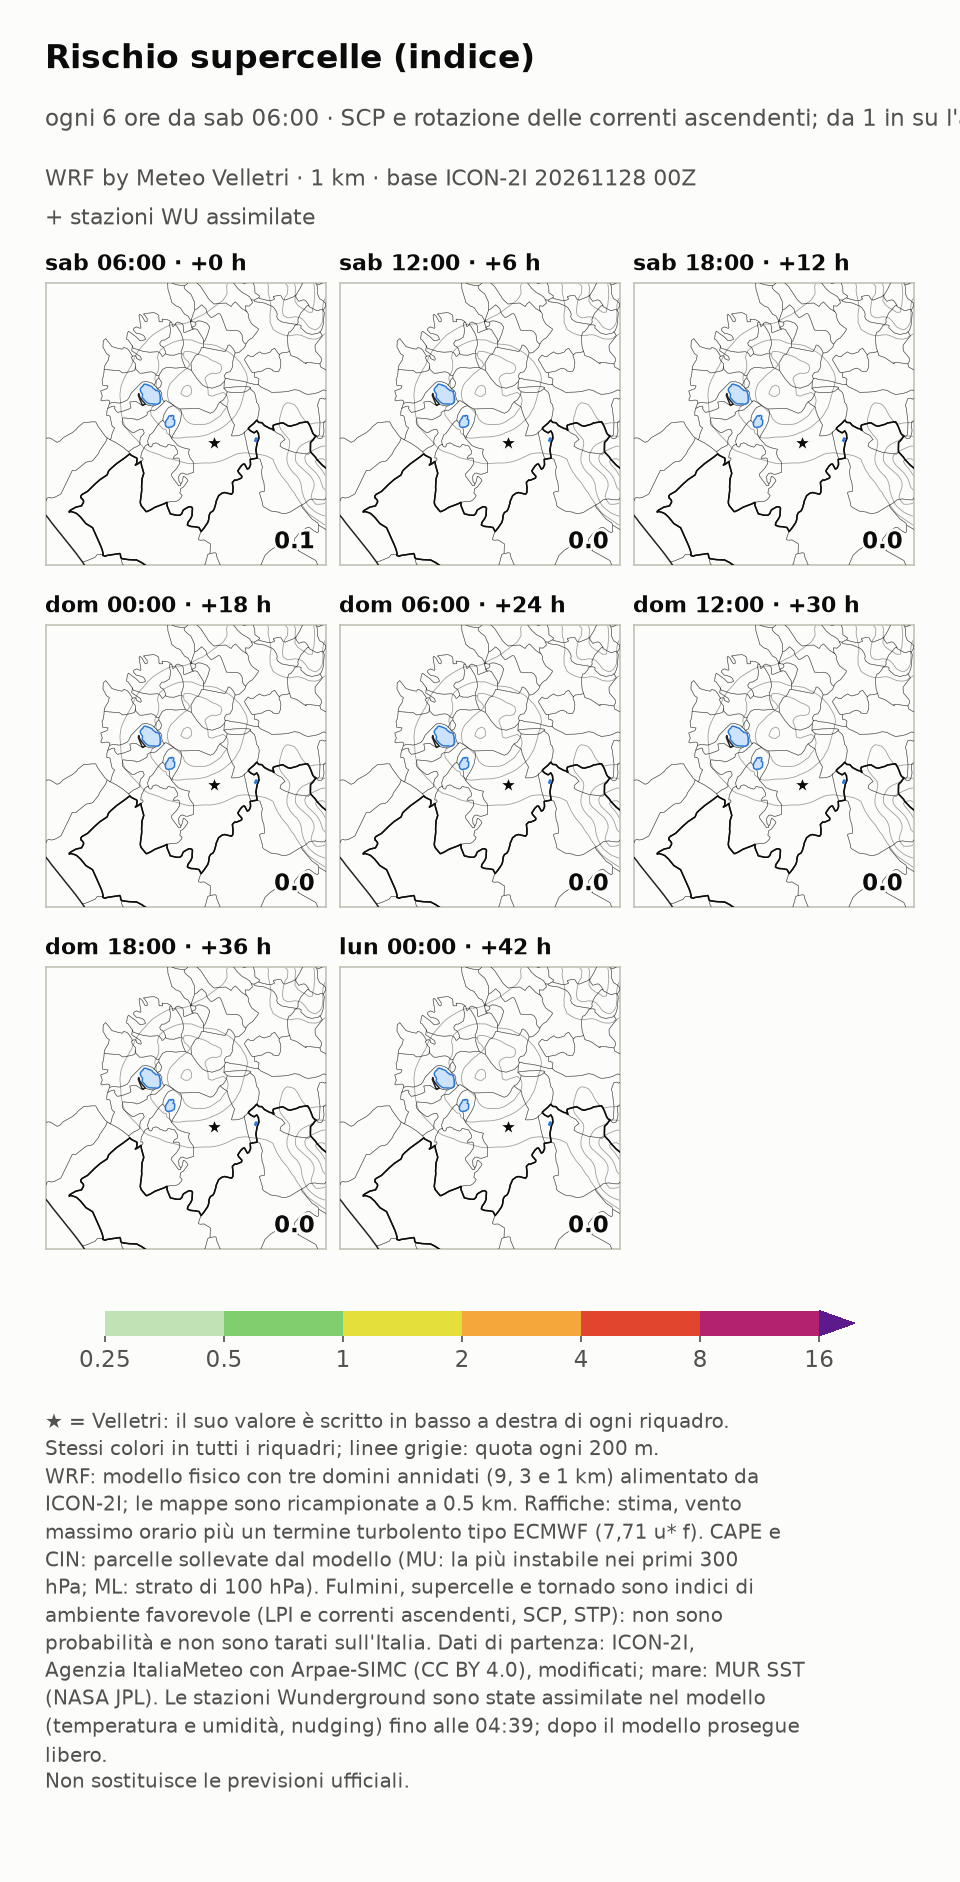 Rischio supercelle (indice)
ogni 6 ore da sab 06:00 · SCP e rotazione delle correnti ascendenti; da 1 in su
WRF by Meteo Velletri · 1 km · base ICON-2I 20261128 00Z
+ stazioni WU assimilate
sab 06:00 · +0 h
sab 12:00 · +6 h
sab 18:00 · +12 h
0.1
0.0
0.0
dom 00:00 · +18 h
dom 06:00 · +24 h
dom 12:00 · +30 h
0.0
0.0
0.0
dom 18:00 · +36 h
lun 00:00 · +42 h
0.0
0.0
0.25
0.5
1
2
4
8
16
★ = Velletri: il suo valore è scritto in basso a destra di ogni riquadro.
Stessi colori in tutti i riquadri; linee grigie: quota ogni 200 m.
WRF: modello fisico con tre domini annidati (9, 3 e 1 km) alimentato da
ICON-2I; le mappe sono ricampionate a 0.5 km. Raffiche: stima, vento
massimo orario più un termine turbolento tipo ECMWF (7,71 u* f). CAPE e
CIN: parcelle sollevate dal modello (MU: la più instabile nei primi 300
hPa; ML: strato di 100 hPa). Fulmini, supercelle e tornado sono indici di
ambiente favorevole (LPI e correnti ascendenti, SCP, STP): non sono
probabilità e non sono tarati sull'Italia. Dati di partenza: ICON-2I,
Agenzia ItaliaMeteo con Arpae-SIMC (CC BY 4.0), modificati; mare: MUR SST
(NASA JPL). Le stazioni Wunderground sono state assimilate nel modello
(temperatura e umidità, nudging) fino alle 04:39; dopo il modello prosegue
libero.
Non sostituisce le previsioni ufficiali.